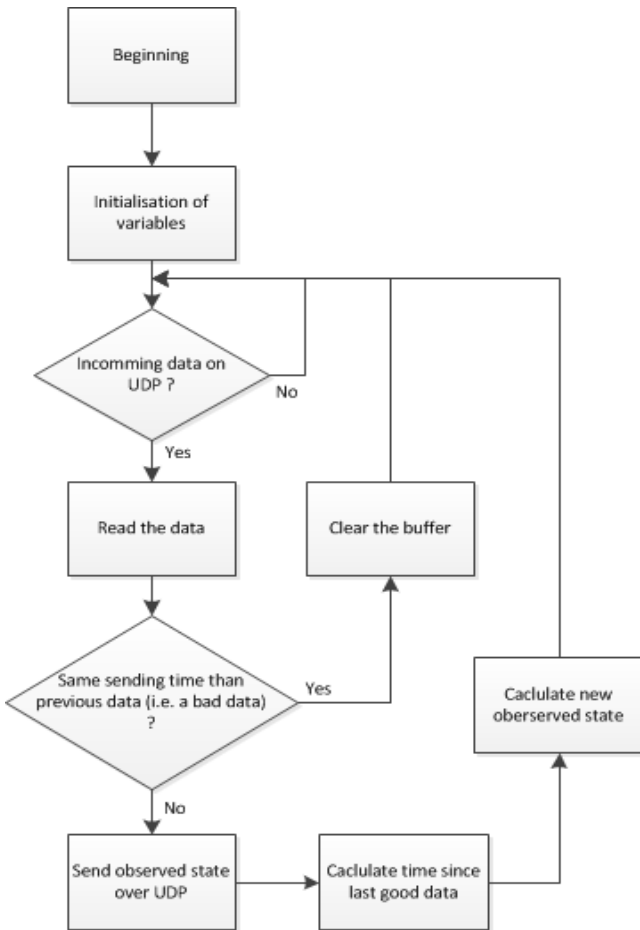 Beginning
Initialisation of
variables
Incomming data on
UDP ?
No
Yes
Read the data
Clear the buffer
Same sending time than
previous data (i.e. a bad data)
?
Yes
Caclulate new
oberserved state
No
Send observed state
over UDP
Caclulate time since
last good data